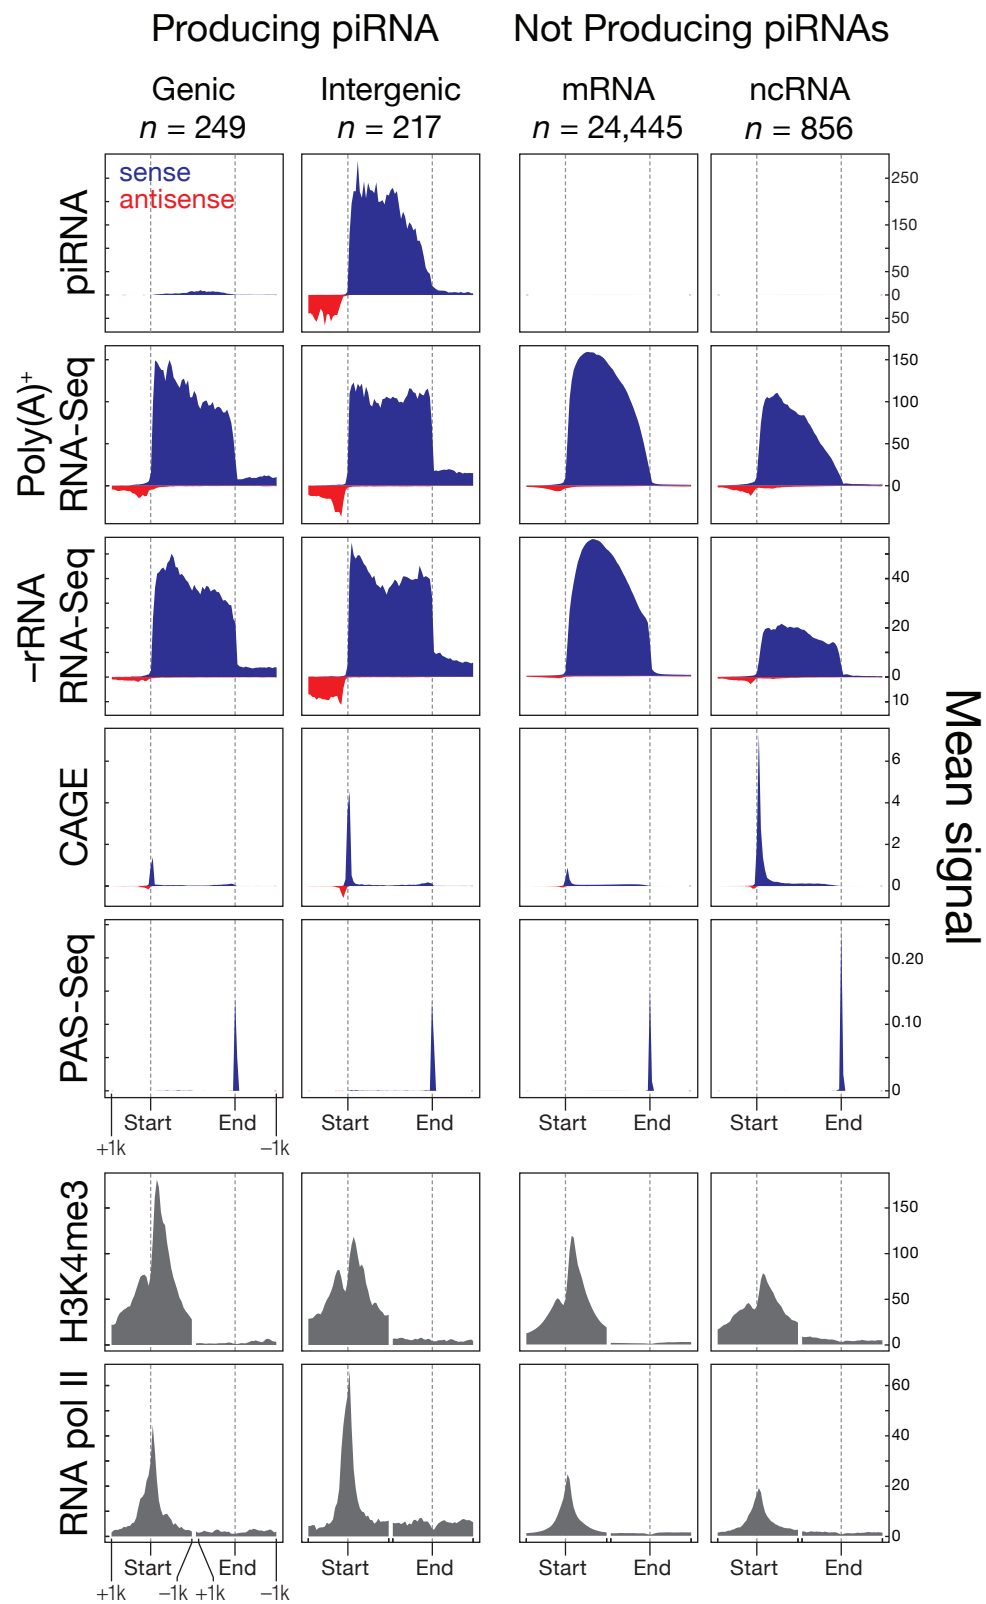 Producing piRNA
Not Producing piRNAs
Genic
n = 249
Intergenic
n = 217
mRNA
n = 24,445
ncRNA
n = 856
sense
antisense
piRNA
250
150
50
0
50
Poly(A)+
RNA-Seq
150
100
50
0
–rRNA
RNA-Seq
40
20
0
10
CAGE
6
4
2
0
PAS-Seq
0.20
0.10
0
Start End Start End Start End Start End
+1k –1k
H3K4me3
150
100
50
0
RNA pol II
60
40
20
0
Start End Start End Start End Start End
+1k –1k +1k –1k
Mean signal